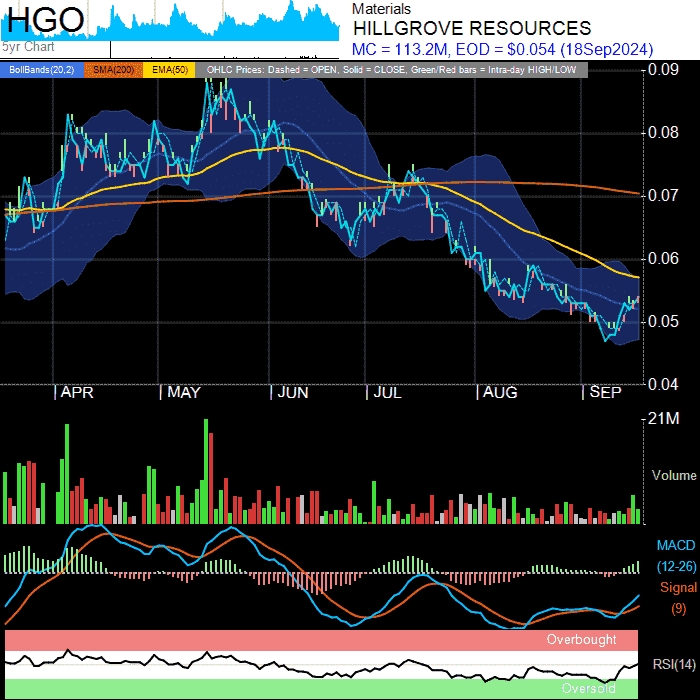 HGO
5yr Chart
Materials
HILLGROVE RESOURCES
MC = 113.2M, EOD = $0.054 (18Sep2024)
BollBands(20,2) SMA(200) EMA(50) OHLC Prices: Dashed = OPEN, Solid = CLOSE, Green/Red bars = Intra-day HIGH/LOW
0.09
0.08
0.07
0.06
0.05
0.04
APR MAY JUN JUL AUG SEP
21M
Volume
MACD
(12-26)
Signal
(9)
Overbought
RSI(14)
Oversold